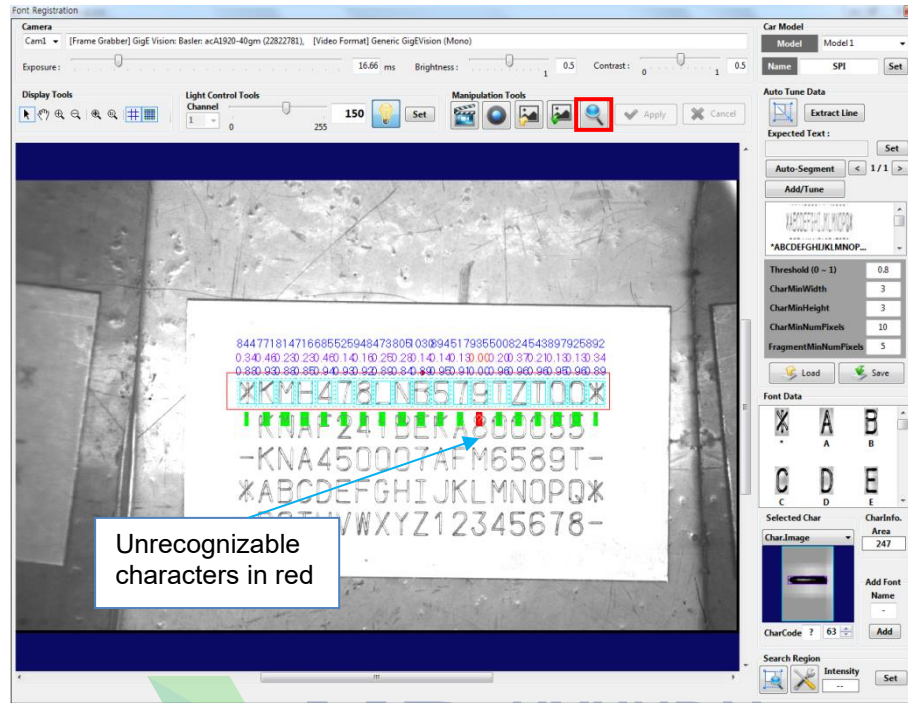 Font Registration
Camera
Cam1 [Frame Grabber] GigE Vision: Basler: acA1920-40gm (22822781), [Video Format] Generic GigEVision (Mono)
Exposure : 16.66 ms Brightness : 1 0.5 Contrast : 0 1 0.5
Display Tools
Light Control Tools
Channel
1 0 255 150 Set
Manipulation Tools
Apply Cancel
*KMH478LNB579TZT00*
-KNA450007AFM6589T-
*ABCDEFGHIJKLMNOPQ*
WXYZ12345678-
Unrecognizable
characters in red
Car Model
Model Model 1
Name SPI Set
Auto Tune Data
Extract Line
Expected Text :
Set
Auto-Segment < 1 / 1 >
Add/Tune
*ABCDEFGHIJKLMNOP...
Threshold (0 ~ 1) 0.8
CharMinWidth 3
CharMinHeight 3
CharMinNumPixels 10
FragmentMinNumPixels 5
Load Save
Font Data
* A B
C D E
Selected Char CharInfo.
Char.Image Area
247
Add Font
Name
-
CharCode ? 63 Add
Search Region
Intensity
-- Set